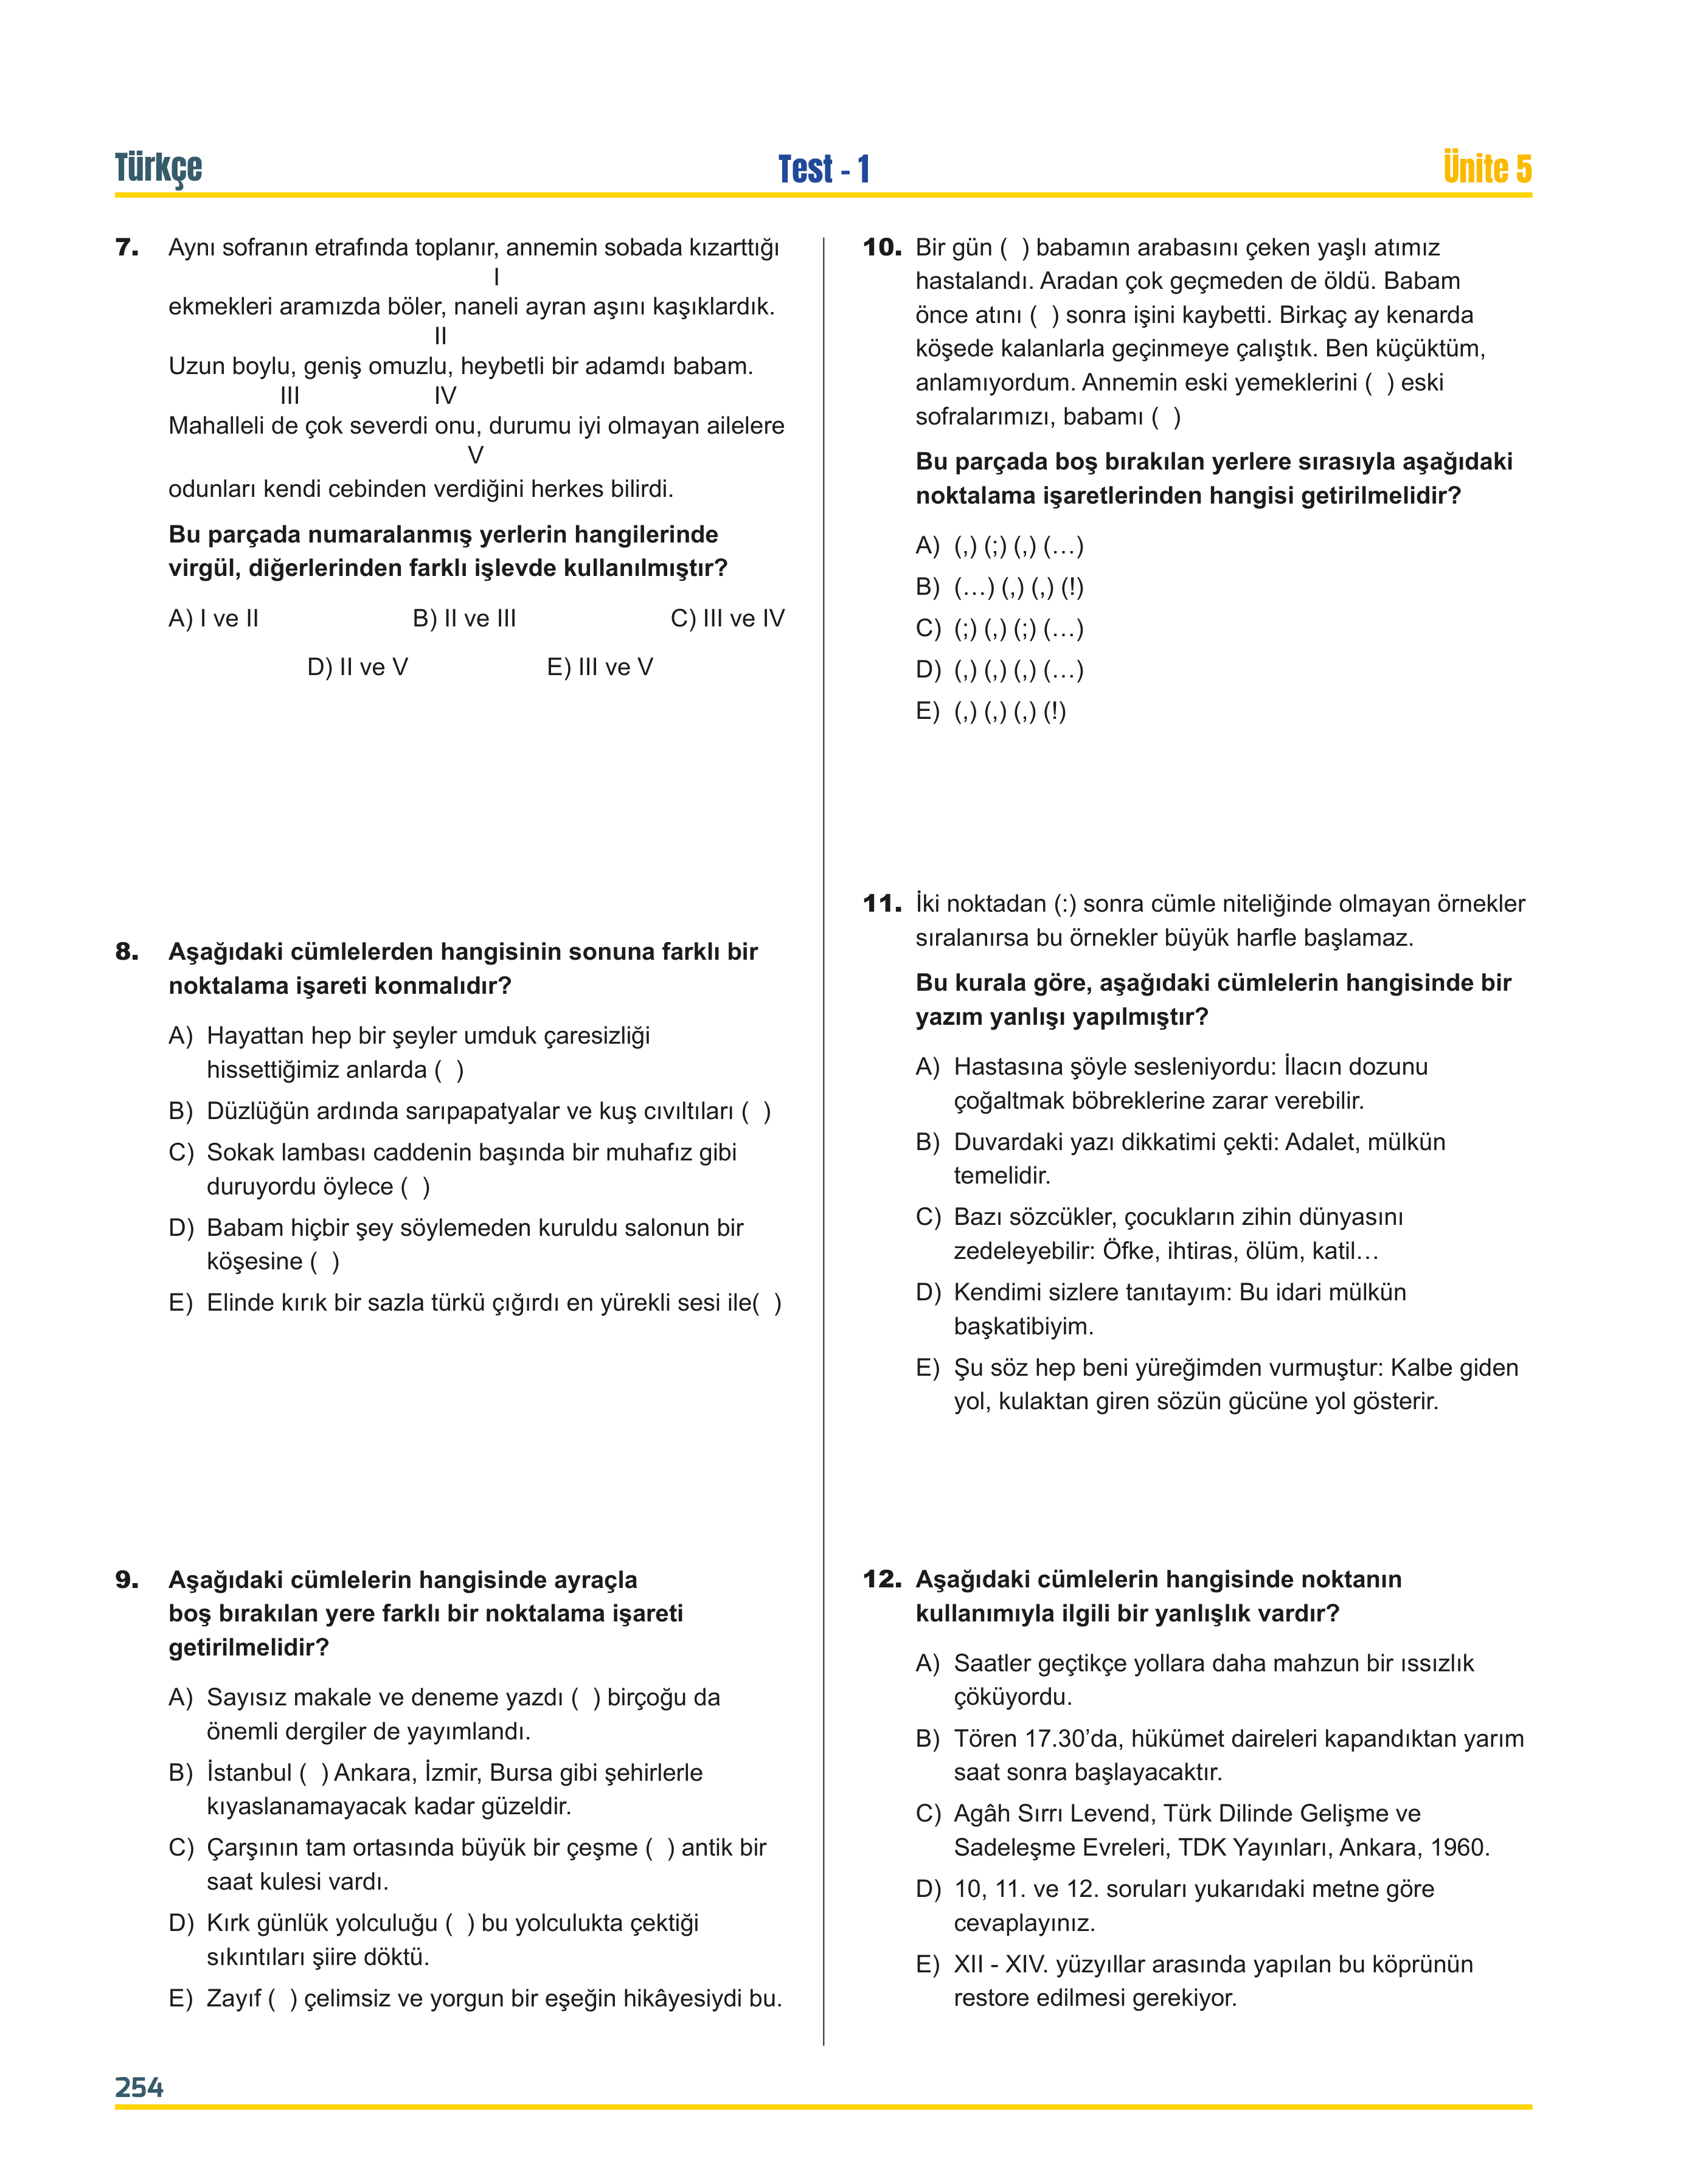 Türkçe
Test - 1
Ünite 5
7. Aynı sofranın etrafında toplanır, annemin sobada kızarttığı
I
ekmekleri aramızda böler, naneli ayran aşını kaşıklardık.
II
Uzun boylu, geniş omuzlu, heybetli bir adamdı babam.
III IV
Mahalleli de çok severdi onu, durumu iyi olmayan ailelere
V
odunları kendi cebinden verdiğini herkes bilirdi.
Bu parçada numaralanmış yerlerin hangilerinde
virgül, diğerlerinden farklı işlevde kullanılmıştır?
A) I ve II B) II ve III C) III ve IV
D) II ve V E) III ve V
8. Aşağıdaki cümlelerden hangisinin sonuna farklı bir
noktalama işareti konmalıdır?
A) Hayattan hep bir şeyler umduk çaresizliği
hissettiğimiz anlarda ( )
B) Düzlüğün ardında sarıpapatyalar ve kuş cıvıltıları ( )
C) Sokak lambası caddenin başında bir muhafız gibi
duruyordu öylece ( )
D) Babam hiçbir şey söylemeden kuruldu salonun bir
köşesine ( )
E) Elinde kırık bir sazla türkü çığırdı en yürekli sesi ile( )
9. Aşağıdaki cümlelerin hangisinde ayraçla
boş bırakılan yere farklı bir noktalama işareti
getirilmelidir?
A) Sayısız makale ve deneme yazdı ( ) birçoğu da
önemli dergiler de yayımlandı.
B) İstanbul ( ) Ankara, İzmir, Bursa gibi şehirlerle
kıyaslanamayacak kadar güzeldir.
C) Çarşının tam ortasında büyük bir çeşme ( ) antik bir
saat kulesi vardı.
D) Kırk günlük yolculuğu ( ) bu yolculukta çektiği
sıkıntıları şiire döktü.
E) Zayıf ( ) çelimsiz ve yorgun bir eşeğin hikâyesiydi bu.
10. Bir gün ( ) babamın arabasını çeken yaşlı atımız
hastalandı. Aradan çok geçmeden de öldü. Babam
önce atını ( ) sonra işini kaybetti. Birkaç ay kenarda
köşede kalanlarla geçinmeye çalıştık. Ben küçüktüm,
anlamıyordum. Annemin eski yemeklerini ( ) eski
sofralarımızı, babamı ( )
Bu parçada boş bırakılan yerlere sırasıyla aşağıdaki
noktalama işaretlerinden hangisi getirilmelidir?
A) (,) (;) (,) (…)
B) (…) (,) (,) (!)
C) (;) (,) (;) (…)
D) (,) (,) (,) (…)
E) (,) (,) (,) (!)
11. İki noktadan (:) sonra cümle niteliğinde olmayan örnekler
sıralanırsa bu örnekler büyük harfle başlamaz.
Bu kurala göre, aşağıdaki cümlelerin hangisinde bir
yazım yanlışı yapılmıştır?
A) Hastasına şöyle sesleniyordu: İlacın dozunu
çoğaltmak böbreklerine zarar verebilir.
B) Duvardaki yazı dikkatimi çekti: Adalet, mülkün
temelidir.
C) Bazı sözcükler, çocukların zihin dünyasını
zedeleyebilir: Öfke, ihtiras, ölüm, katil…
D) Kendimi sizlere tanıtayım: Bu idari mülkün
başkatibiyim.
E) Şu söz hep beni yüreğimden vurmuştur: Kalbe giden
yol, kulaktan giren sözün gücüne yol gösterir.
12. Aşağıdaki cümlelerin hangisinde noktanın
kullanımıyla ilgili bir yanlışlık vardır?
A) Saatler geçtikçe yollara daha mahzun bir ıssızlık
çöküyordu.
B) Tören 17.30’da, hükümet daireleri kapandıktan yarım
saat sonra başlayacaktır.
C) Agâh Sırrı Levend, Türk Dilinde Gelişme ve
Sadeleşme Evreleri, TDK Yayınları, Ankara, 1960.
D) 10, 11. ve 12. soruları yukarıdaki metne göre
cevaplayınız.
E) XII - XIV. yüzyıllar arasında yapılan bu köprünün
restore edilmesi gerekiyor.
254